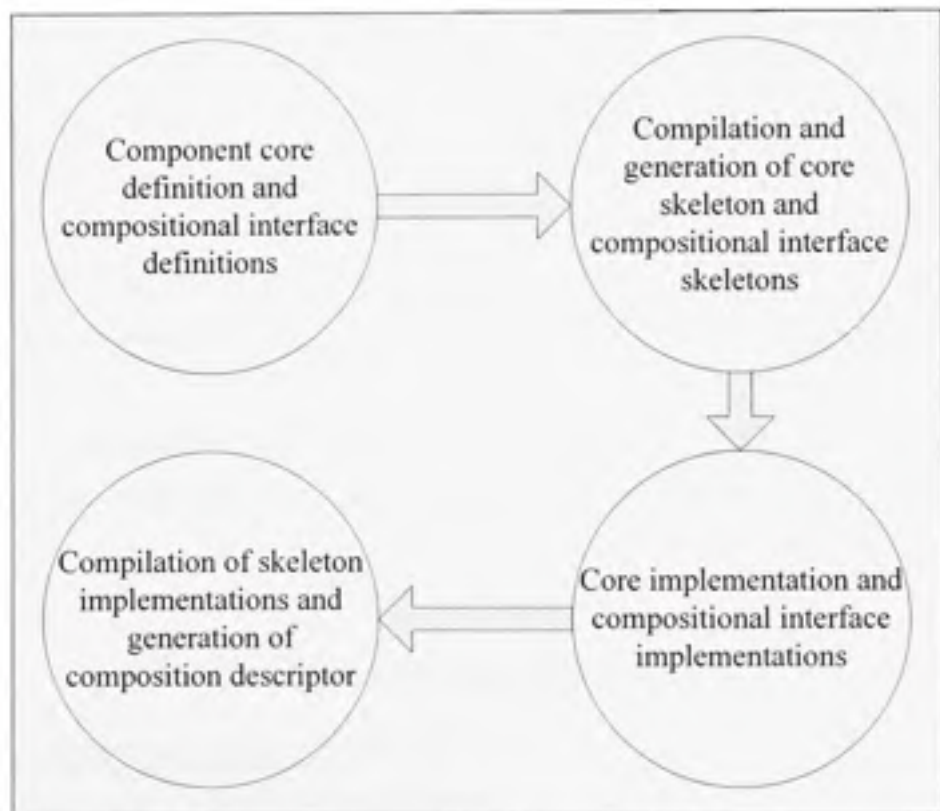 Component core
definition and
compositional interface
definitions
Compilation and
generation of core
skeleton and
compositional interface
skeletons
Core implementation and
compositional interface
implementations
Compilation of skeleton
implementations and
generation of
composition descriptor